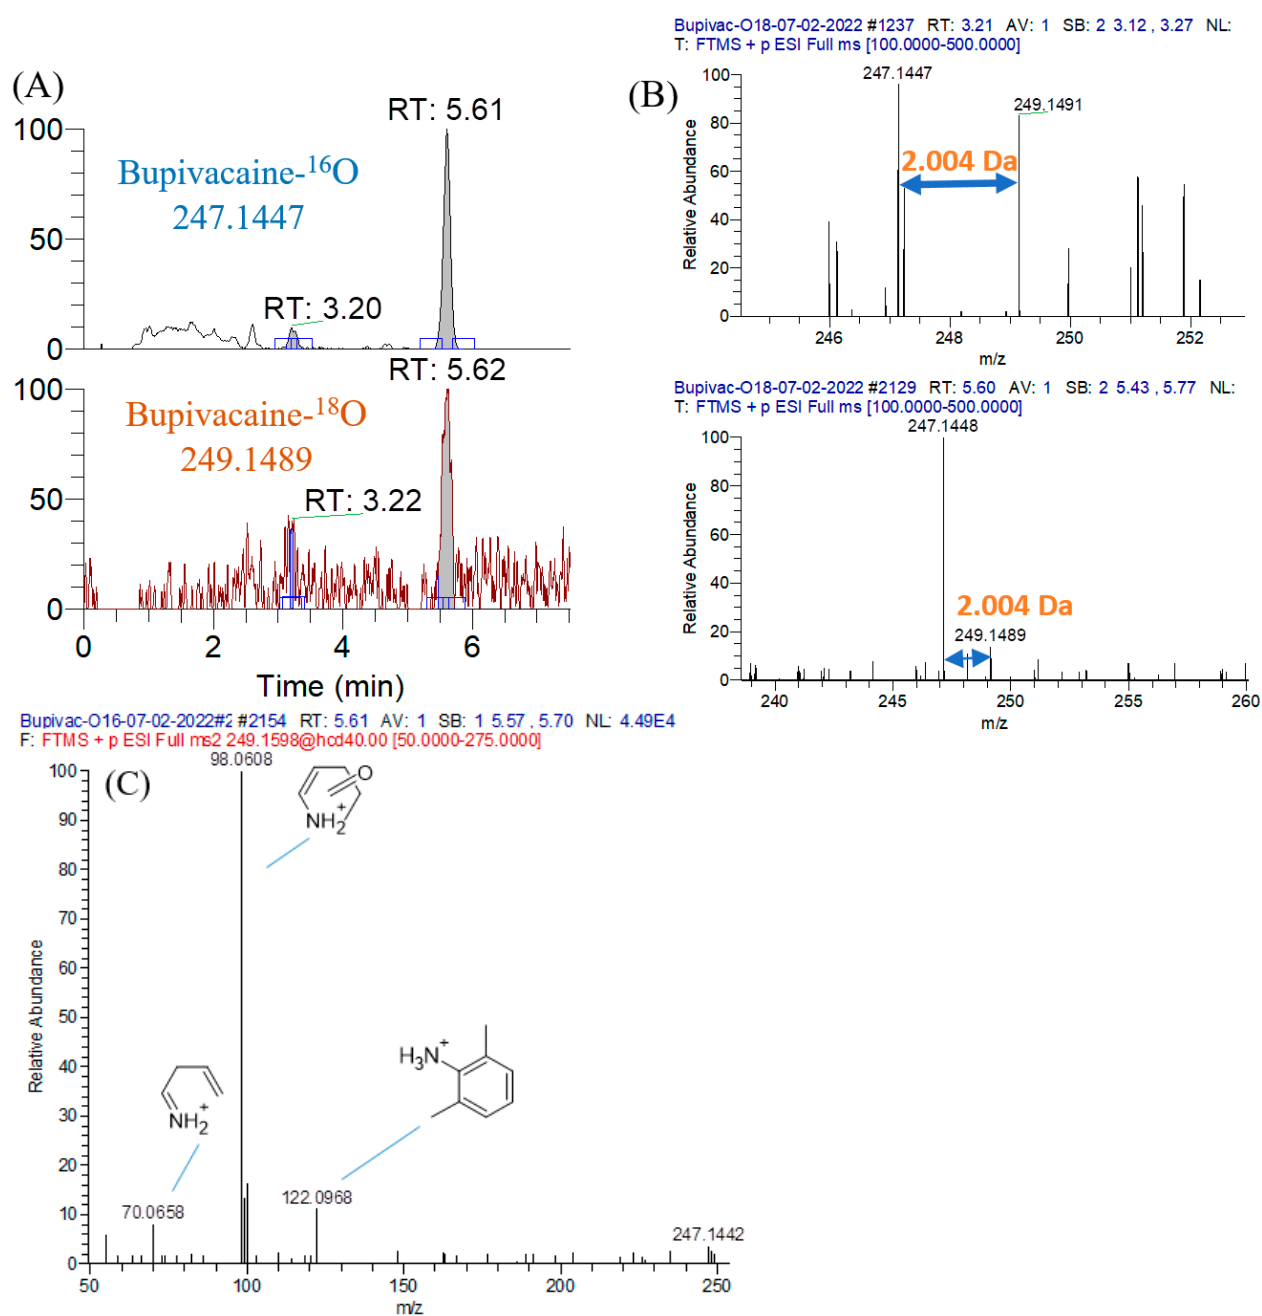 (A)
RT: 5.61
100
Bupivacaine-¹⁶O
247.1447
50
RT: 3.20
0
RT: 5.62
100
Bupivacaine-¹⁸O
249.1489
50
RT: 3.22
0
0 2 4 6
Time (min)
(B)
Bupivac-O18-07-02-2022 #1237 RT: 3.21 AV: 1 SB: 2 3.12 , 3.27 NL:
T: FTMS + p ESI Full ms [100.0000-500.0000]
247.1447
249.1491
2.004 Da
100
80
60
40
20
0
Relative Abundance
246 248 250 252
m/z
Bupivac-O18-07-02-2022 #2129 RT: 5.60 AV: 1 SB: 2 5.43 , 5.77 NL:
T: FTMS + p ESI Full ms [100.0000-500.0000]
247.1448
2.004 Da
249.1489
100
80
60
40
20
0
Relative Abundance
240 245 250 255 260
m/z
Bupivac-O16-07-02-2022#2 #2154 RT: 5.61 AV: 1 SB: 1 5.57 , 5.70 NL: 4.49E4
F: FTMS + p ESI Full ms2 249.1598@hcd40.00 [50.0000-275.0000]
(C)
98.0608
O
NH2+
H3N+
NH2+
70.0658
122.0968
247.1442
100
90
80
70
60
50
40
30
20
10
0
Relative Abundance
50 100 150 200 250
m/z